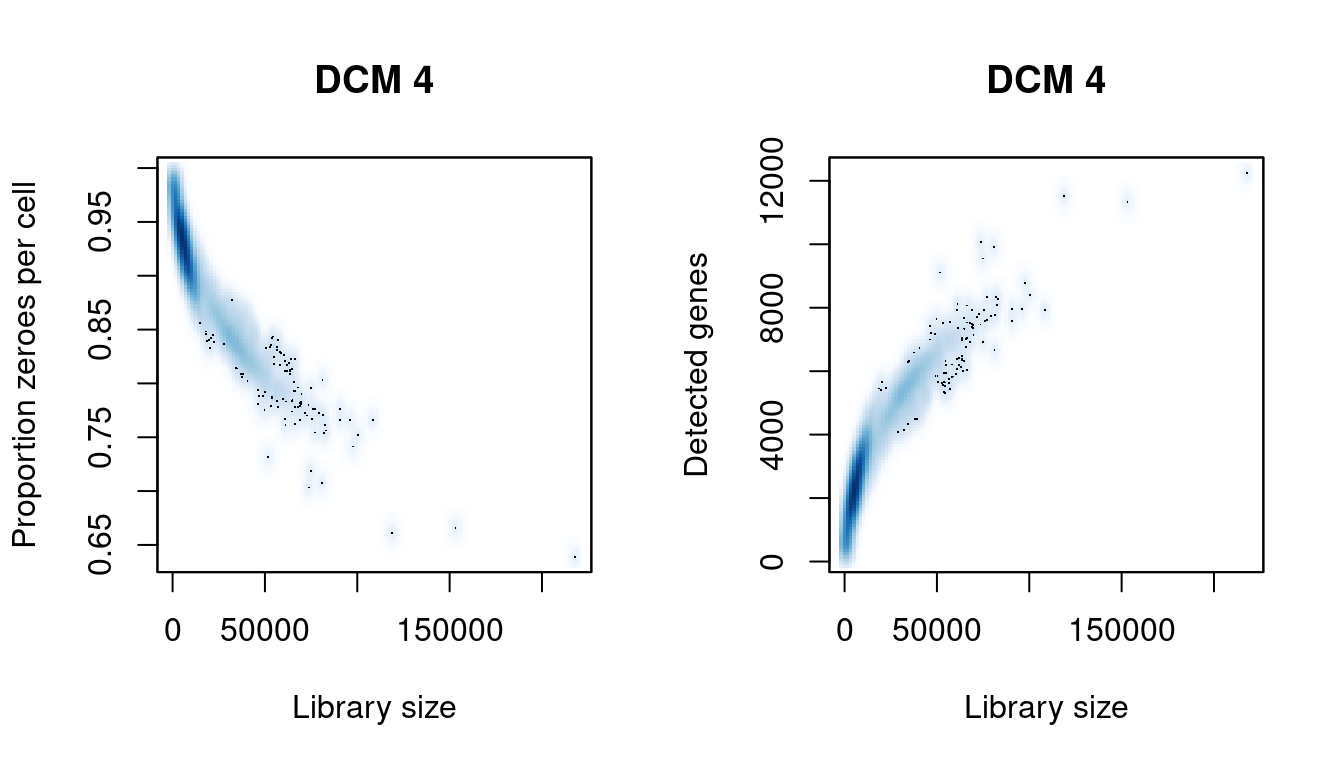 DCM 4
Proportion zeroes per cell
0.95
0.85
0.75
0.65
0 50000 150000
Library size
DCM 4
Detected genes
12000
8000
4000
0
0 50000 150000
Library size